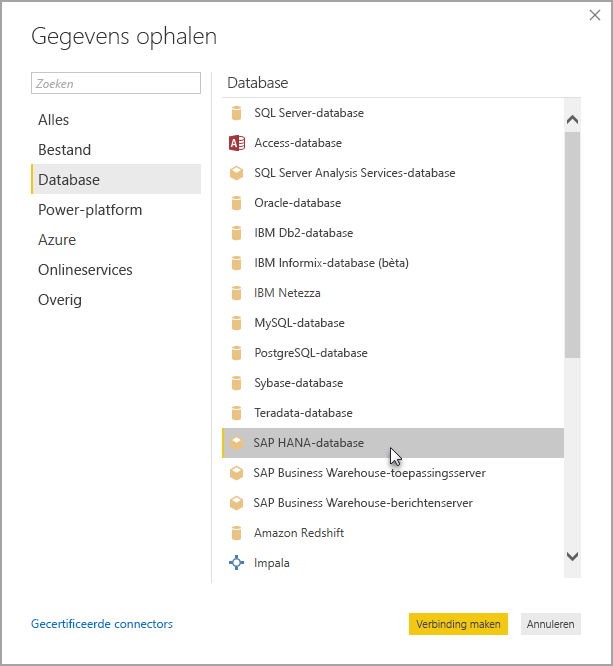 Gegevens ophalen
Zoeken
Alles
Bestand
Database
Power-platform
Azure
Onlineservices
Overig
Database
SQL Server-database
Access-database
SQL Server Analysis Services-database
Oracle-database
IBM Db2-database
IBM Informix-database (bèta)
IBM Netezza
MySQL-database
PostgreSQL-database
Sybase-database
Teradata-database
SAP HANA-database
SAP Business Warehouse-toepassingsserver
SAP Business Warehouse-berichtenserver
Amazon Redshift
Impala
Gecertificeerde connectors
Verbinding maken
Annuleren